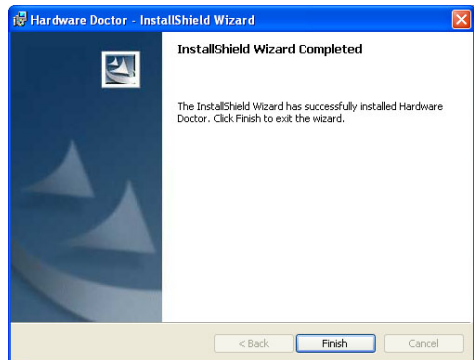 Hardware Doctor - InstallShield Wizard
InstallShield Wizard Completed
The InstallShield Wizard has successfully installed Hardware
Doctor. Click Finish to exit the wizard.
< Back Finish Cancel